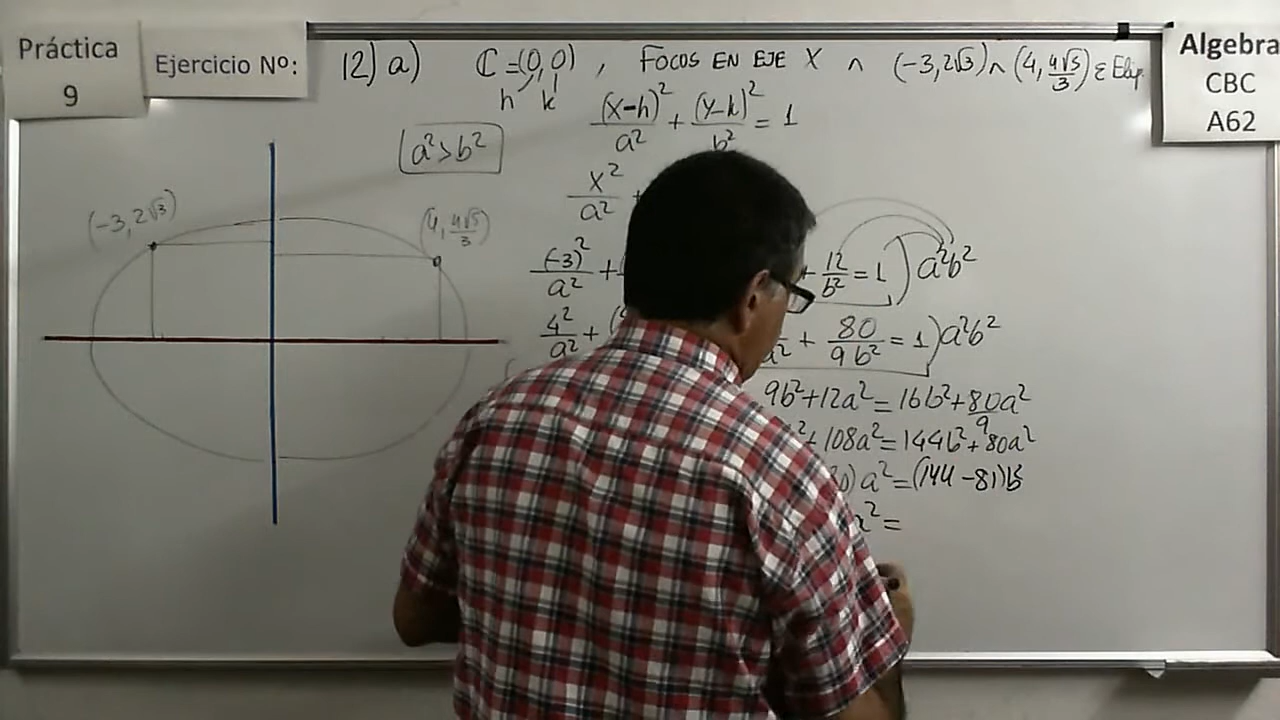 Práctica
9
Ejercicio Nº:
Algebra
CBC
A62
12) a) C = (0, 0) , FOCOS EN EJE X ∧ (-3, 2√3) ∧ (4, 4√5/3) ∈ Elip.
h k
(x-h)²/a² + (y-k)²/b² = 1
a² > b²
x²/a²
(-3, 2√3)
(4, 4√5/3)
(-3)²/a² +
+ 12/b² = 1) a²b²
4²/a² +
+ 80/9b² = 1) a²b²
9b² + 12a² = 16b² + 80a²/9
² + 108a² = 144b² + 80a²
) a² = (144 - 81)b²
a² =